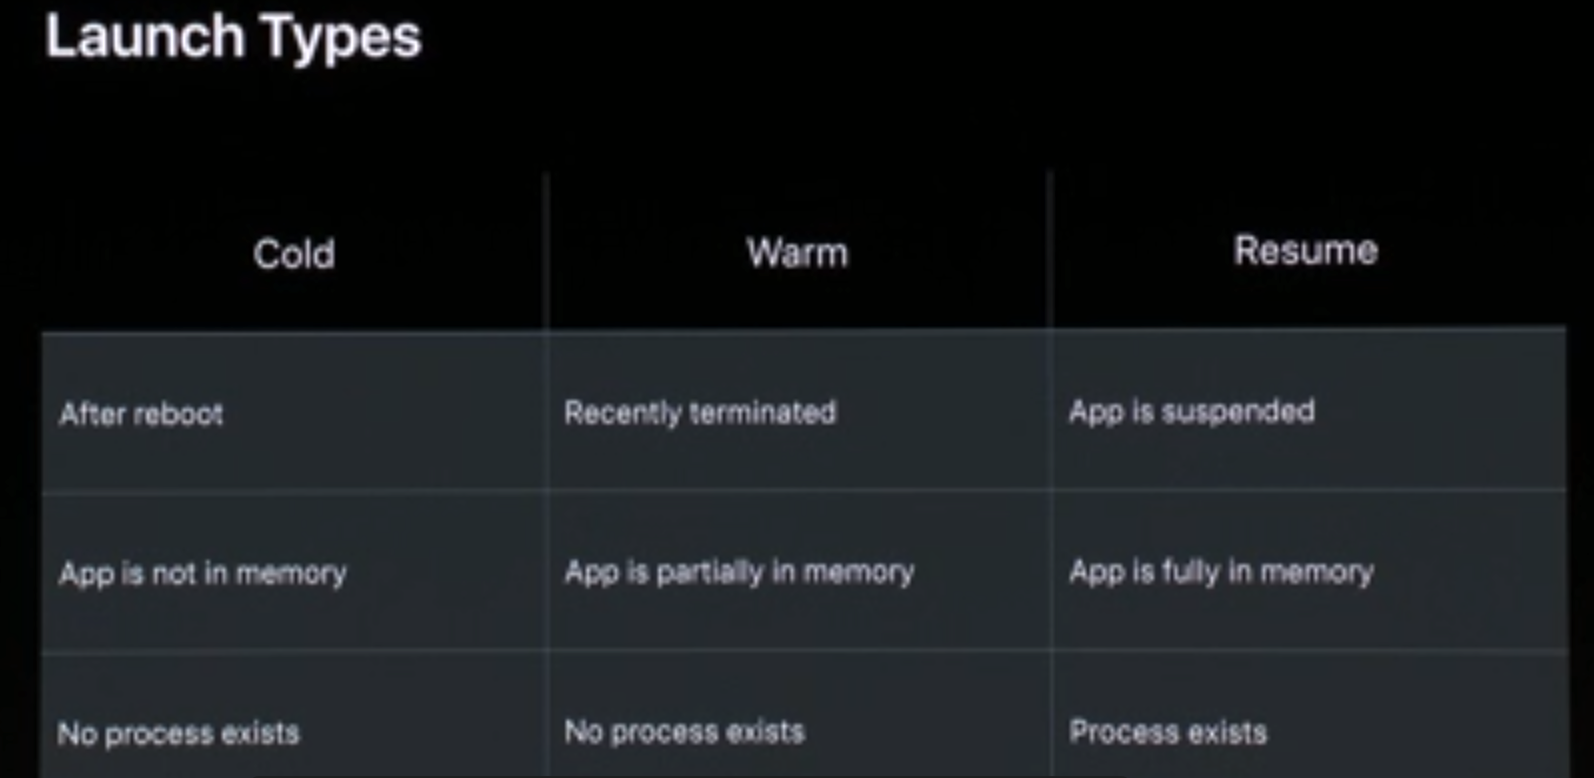 Launch Types
Cold Warm Resume
After reboot Recently terminated App is suspended
App is not in memory App is partially in memory App is fully in memory
No process exists No process exists Process exists